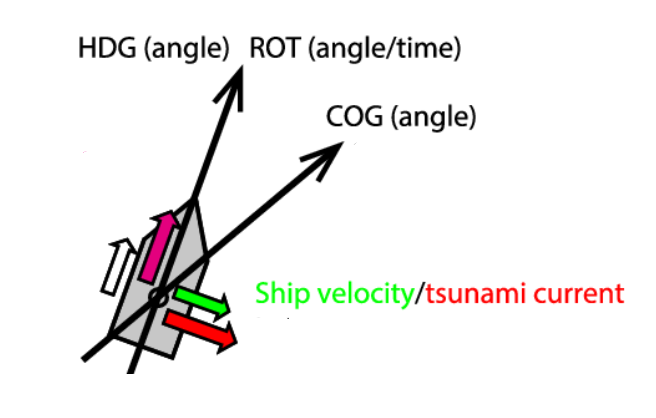 HDG (angle) ROT (angle/time)
COG (angle)
Ship velocity/tsunami current